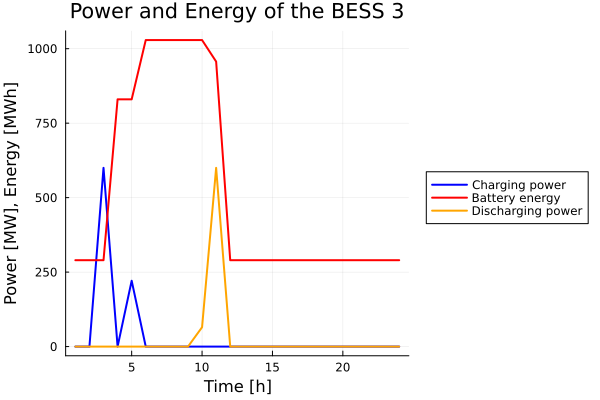 Power and Energy of the BESS 3
Power [MW], Energy [MWh]
1000
750
500
250
0
5
10
15
20
Time [h]
Charging power
Battery energy
Discharging power